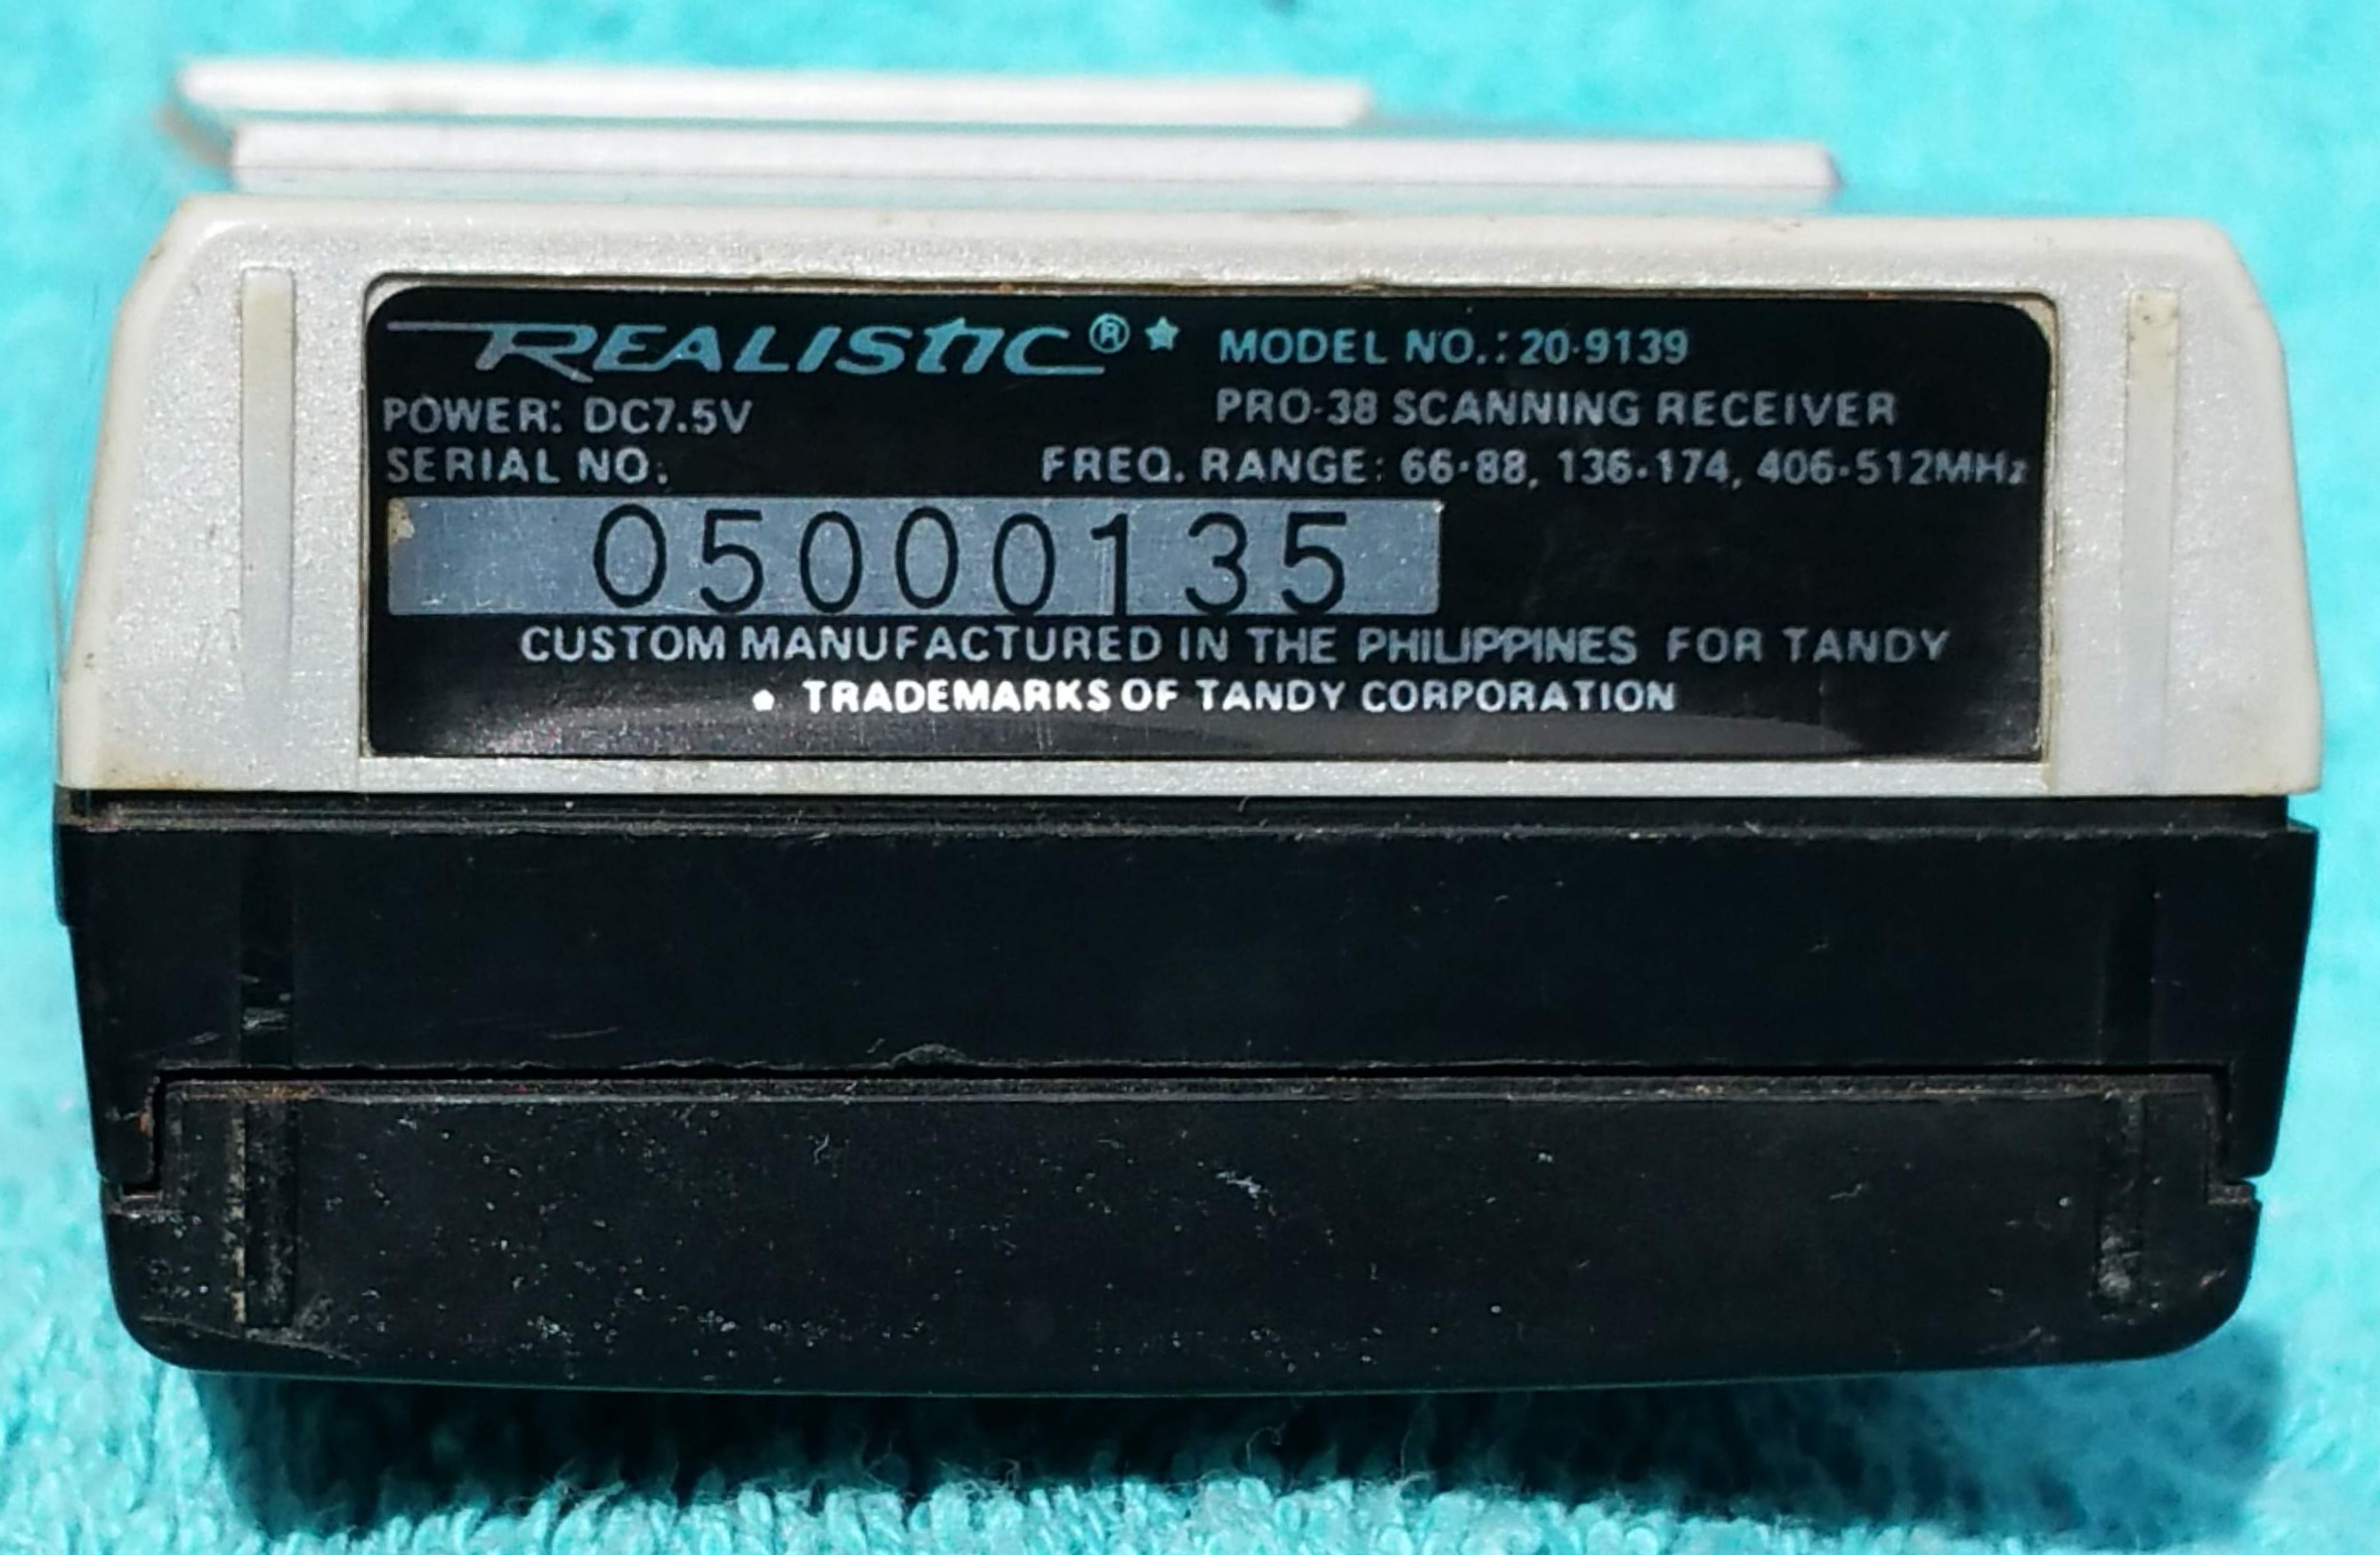 REALISTIC® ★ MODEL NO.: 20-9139
POWER: DC7.5V PRO-38 SCANNING RECEIVER
SERIAL NO. FREQ. RANGE: 66-88, 136-174, 406-512MHz
05000135
CUSTOM MANUFACTURED IN THE PHILIPPINES FOR TANDY
★ TRADEMARKS OF TANDY CORPORATION